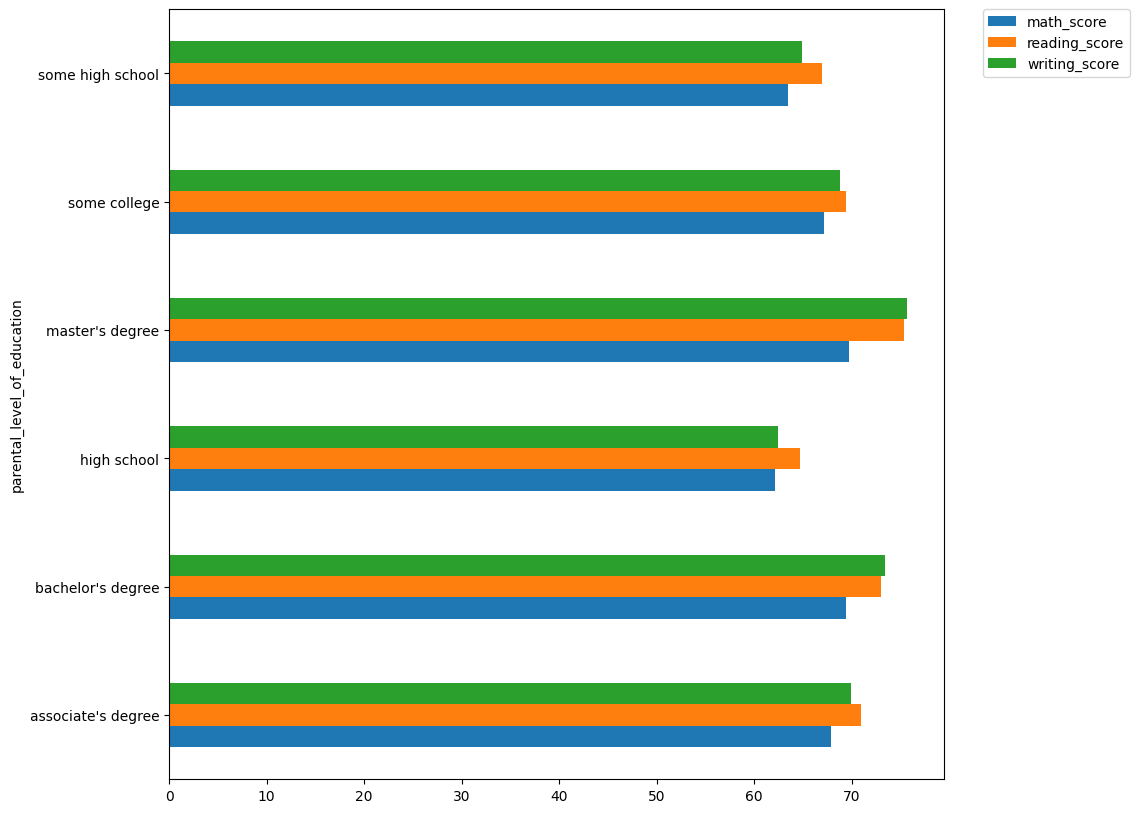 math_score
reading_score
writing_score
some high school
some college
master's degree
high school
bachelor's degree
associate's degree
parental_level_of_education
0 10 20 30 40 50 60 70